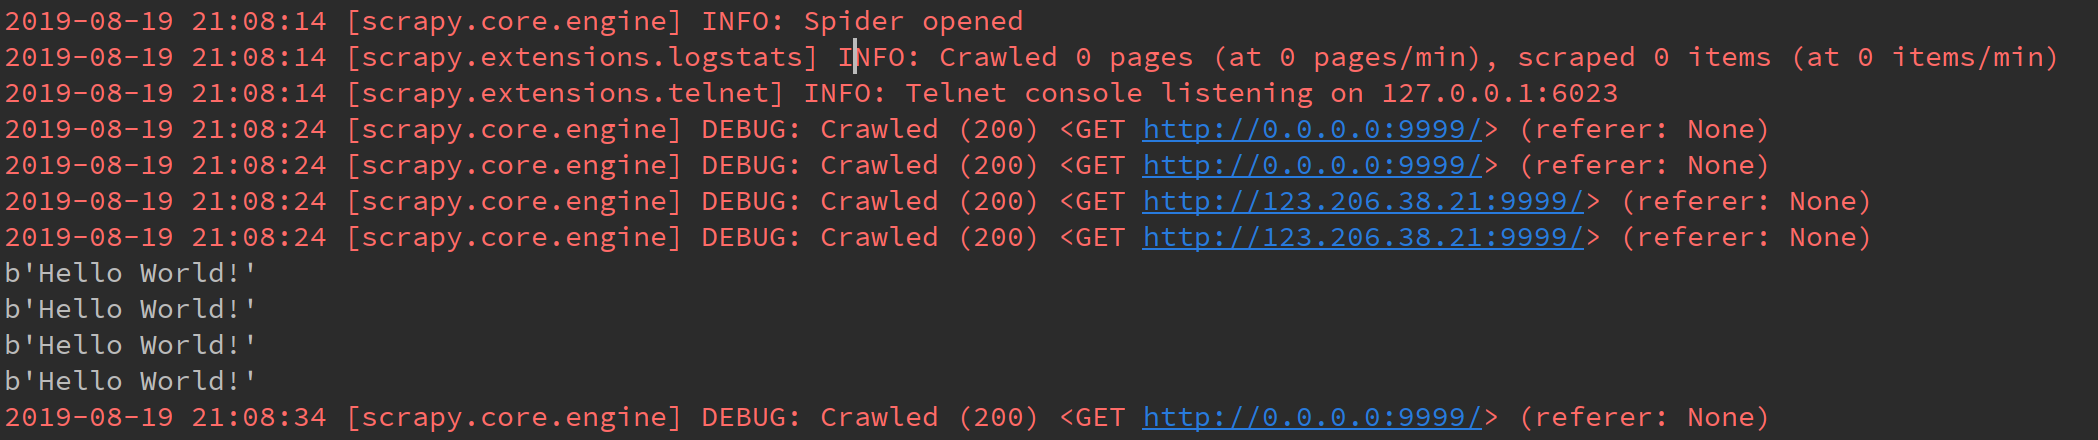 2019-08-19 21:08:14 [scrapy.core.engine] INFO: Spider opened
2019-08-19 21:08:14 [scrapy.extensions.logstats] INFO: Crawled 0 pages (at 0 pages/min), scraped 0 items (at 0 items/min)
2019-08-19 21:08:14 [scrapy.extensions.telnet] INFO: Telnet console listening on 127.0.0.1:6023
2019-08-19 21:08:24 [scrapy.core.engine] DEBUG: Crawled (200) <GET http://0.0.0.0:9999/> (referer: None)
2019-08-19 21:08:24 [scrapy.core.engine] DEBUG: Crawled (200) <GET http://0.0.0.0:9999/> (referer: None)
2019-08-19 21:08:24 [scrapy.core.engine] DEBUG: Crawled (200) <GET http://123.206.38.21:9999/> (referer: None)
2019-08-19 21:08:24 [scrapy.core.engine] DEBUG: Crawled (200) <GET http://123.206.38.21:9999/> (referer: None)
b'Hello World!'
b'Hello World!'
b'Hello World!'
b'Hello World!'
2019-08-19 21:08:34 [scrapy.core.engine] DEBUG: Crawled (200) <GET http://0.0.0.0:9999/> (referer: None)